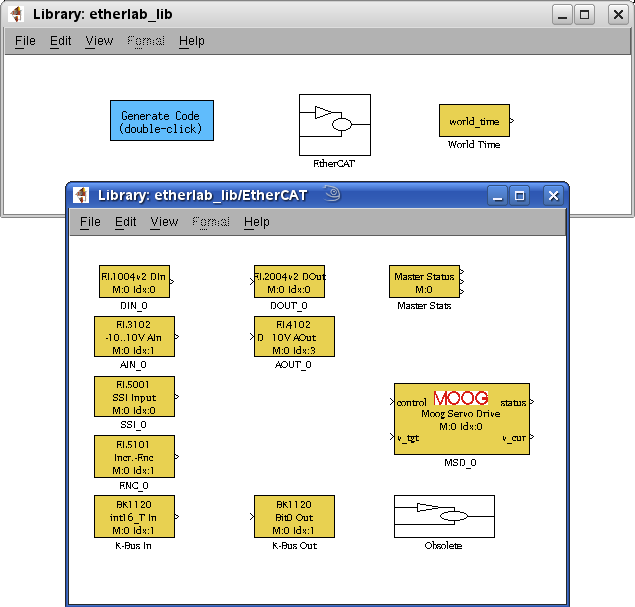 Library: etherlab_lib
File Edit View Format Help
Generate Code
(double-click)
EtherCAT
world_time
World Time
Library: etherlab_lib/EtherCAT
File Edit View Format Help
EL1004v2 DIn
M:0 Idx:0
DIN_0
EL2004v2 DOut
M:0 Idx:0
DOUT_0
Master Status
M:0
Master Stats
EL3102
-10..10V AIn
M:0 Idx:1
AIN_0
EL4102
D 10V AOut
M:0 Idx:3
AOUT_0
EL5001
SSI Input
M:0 Idx:0
SSI_0
control MOOG status
Moog Servo Drive
M:0 Idx:0
v_tgt v_cur
MSD_0
EL5101
Incr.-Enc
M:0 Idx:1
ENC_0
BK1120
int16_T In
M:0 Idx:1
K-Bus In
BK1120
Bit0 Out
M:0 Idx:1
K-Bus Out
Obsolete